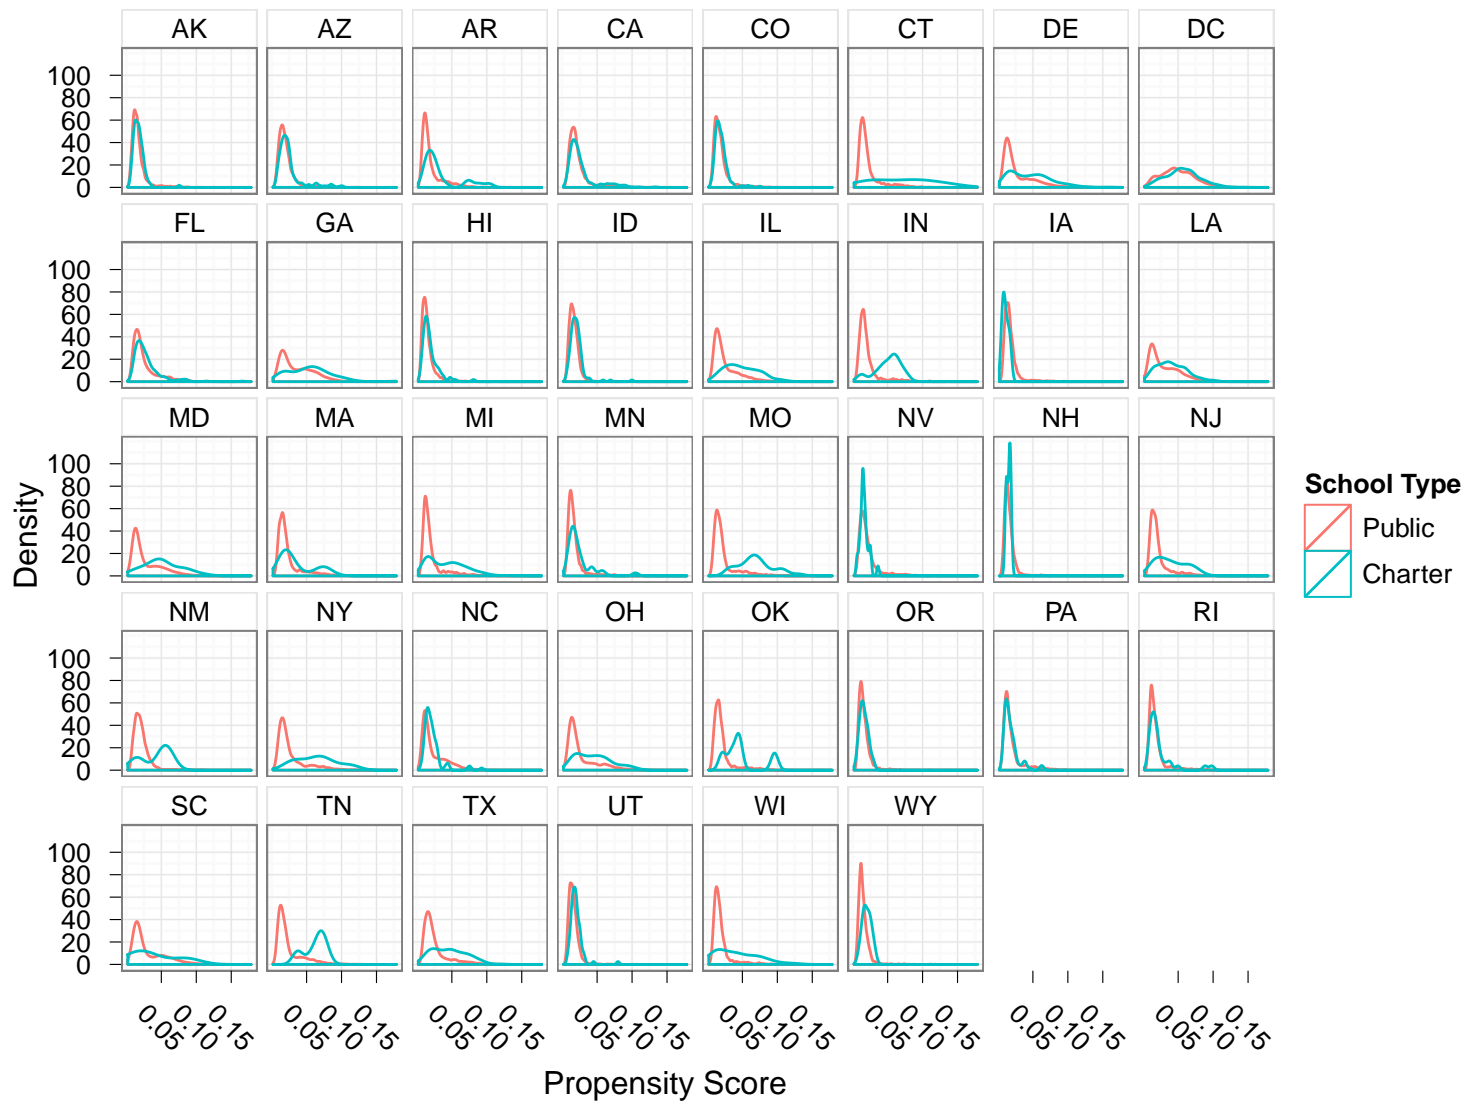 AK AZ AR CA CO CT DE DC
100
80
60
40
20
0
FL GA HI ID IL IN IA LA
100
80
60
40
20
0
MD MA MI MN MO NV NH NJ
100
80
60
40
20
0
NM NY NC OH OK OR PA RI
100
80
60
40
20
0
SC TN TX UT WI WY
100
80
60
40
20
0
0.05 0.10 0.15 0.05 0.10 0.15 0.05 0.10 0.15 0.05 0.10 0.15 0.05 0.10 0.15 0.05 0.10 0.15 0.05 0.10 0.15 0.05 0.10 0.15
Propensity Score
Density
School Type
Public
Charter